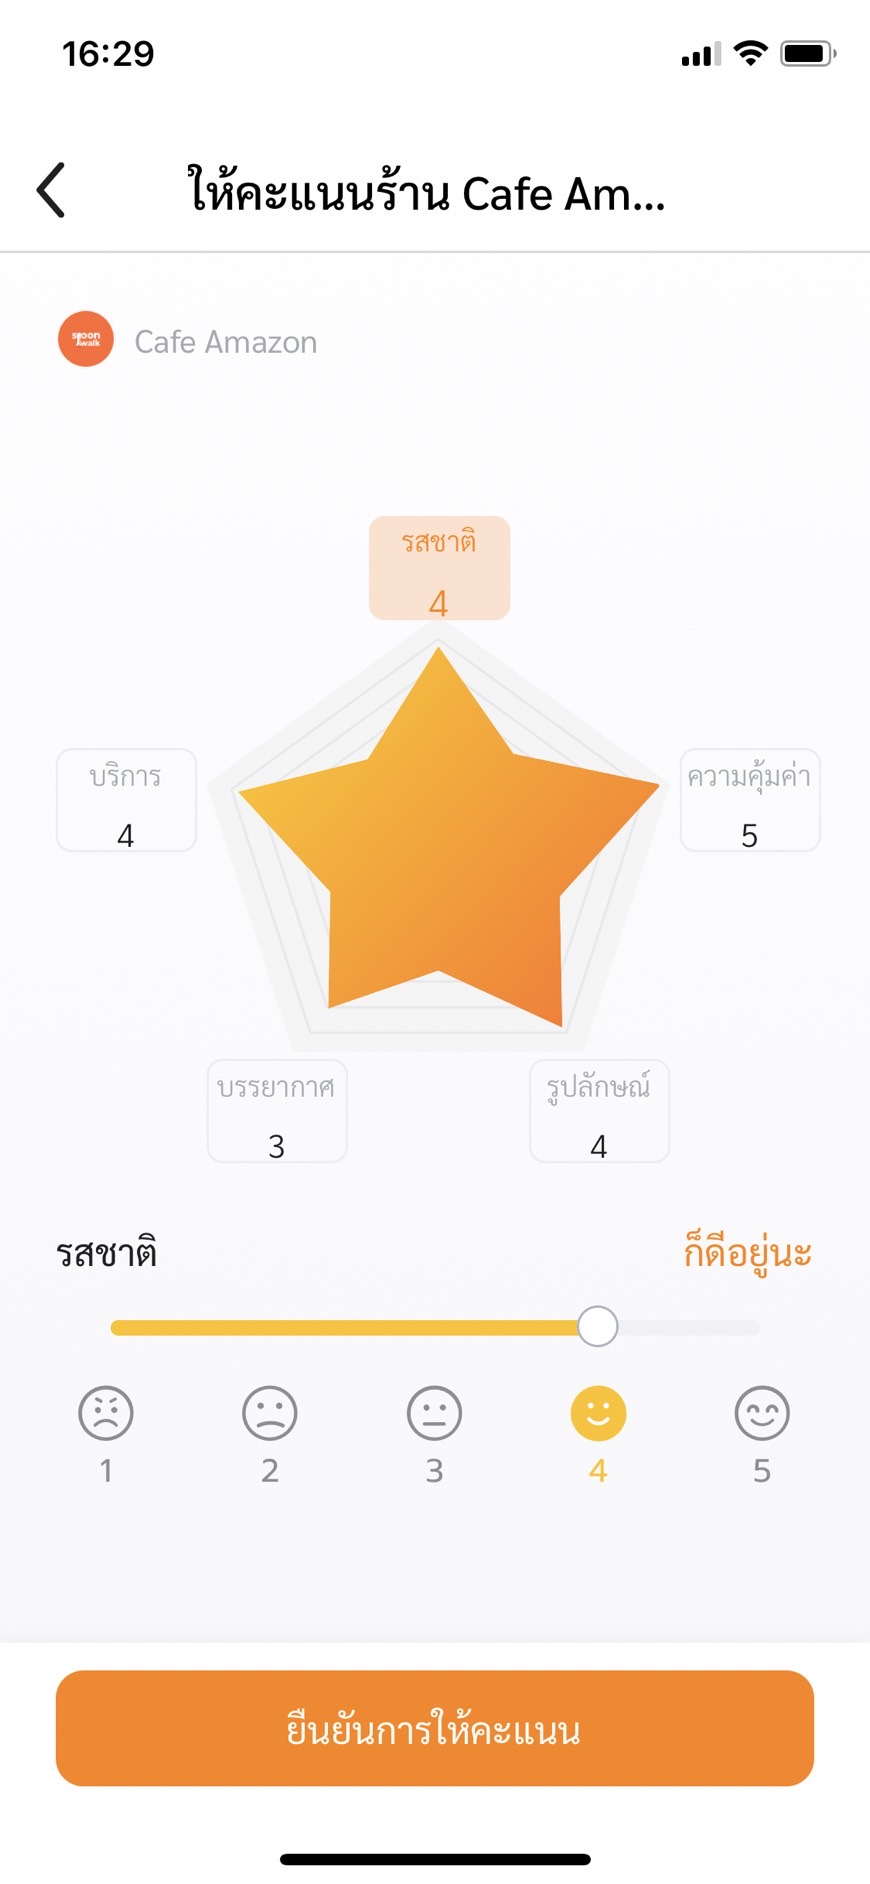 16:29
ให้คะแนนร้าน Cafe Am...
spoon
walk
Cafe Amazon
รสชาติ
4
บริการ
4
ความคุ้มค่า
5
บรรยากาศ
3
รูปลักษณ์
4
รสชาติ
ก็ดีอยู่นะ
1
2
3
4
5
ยืนยันการให้คะแนน